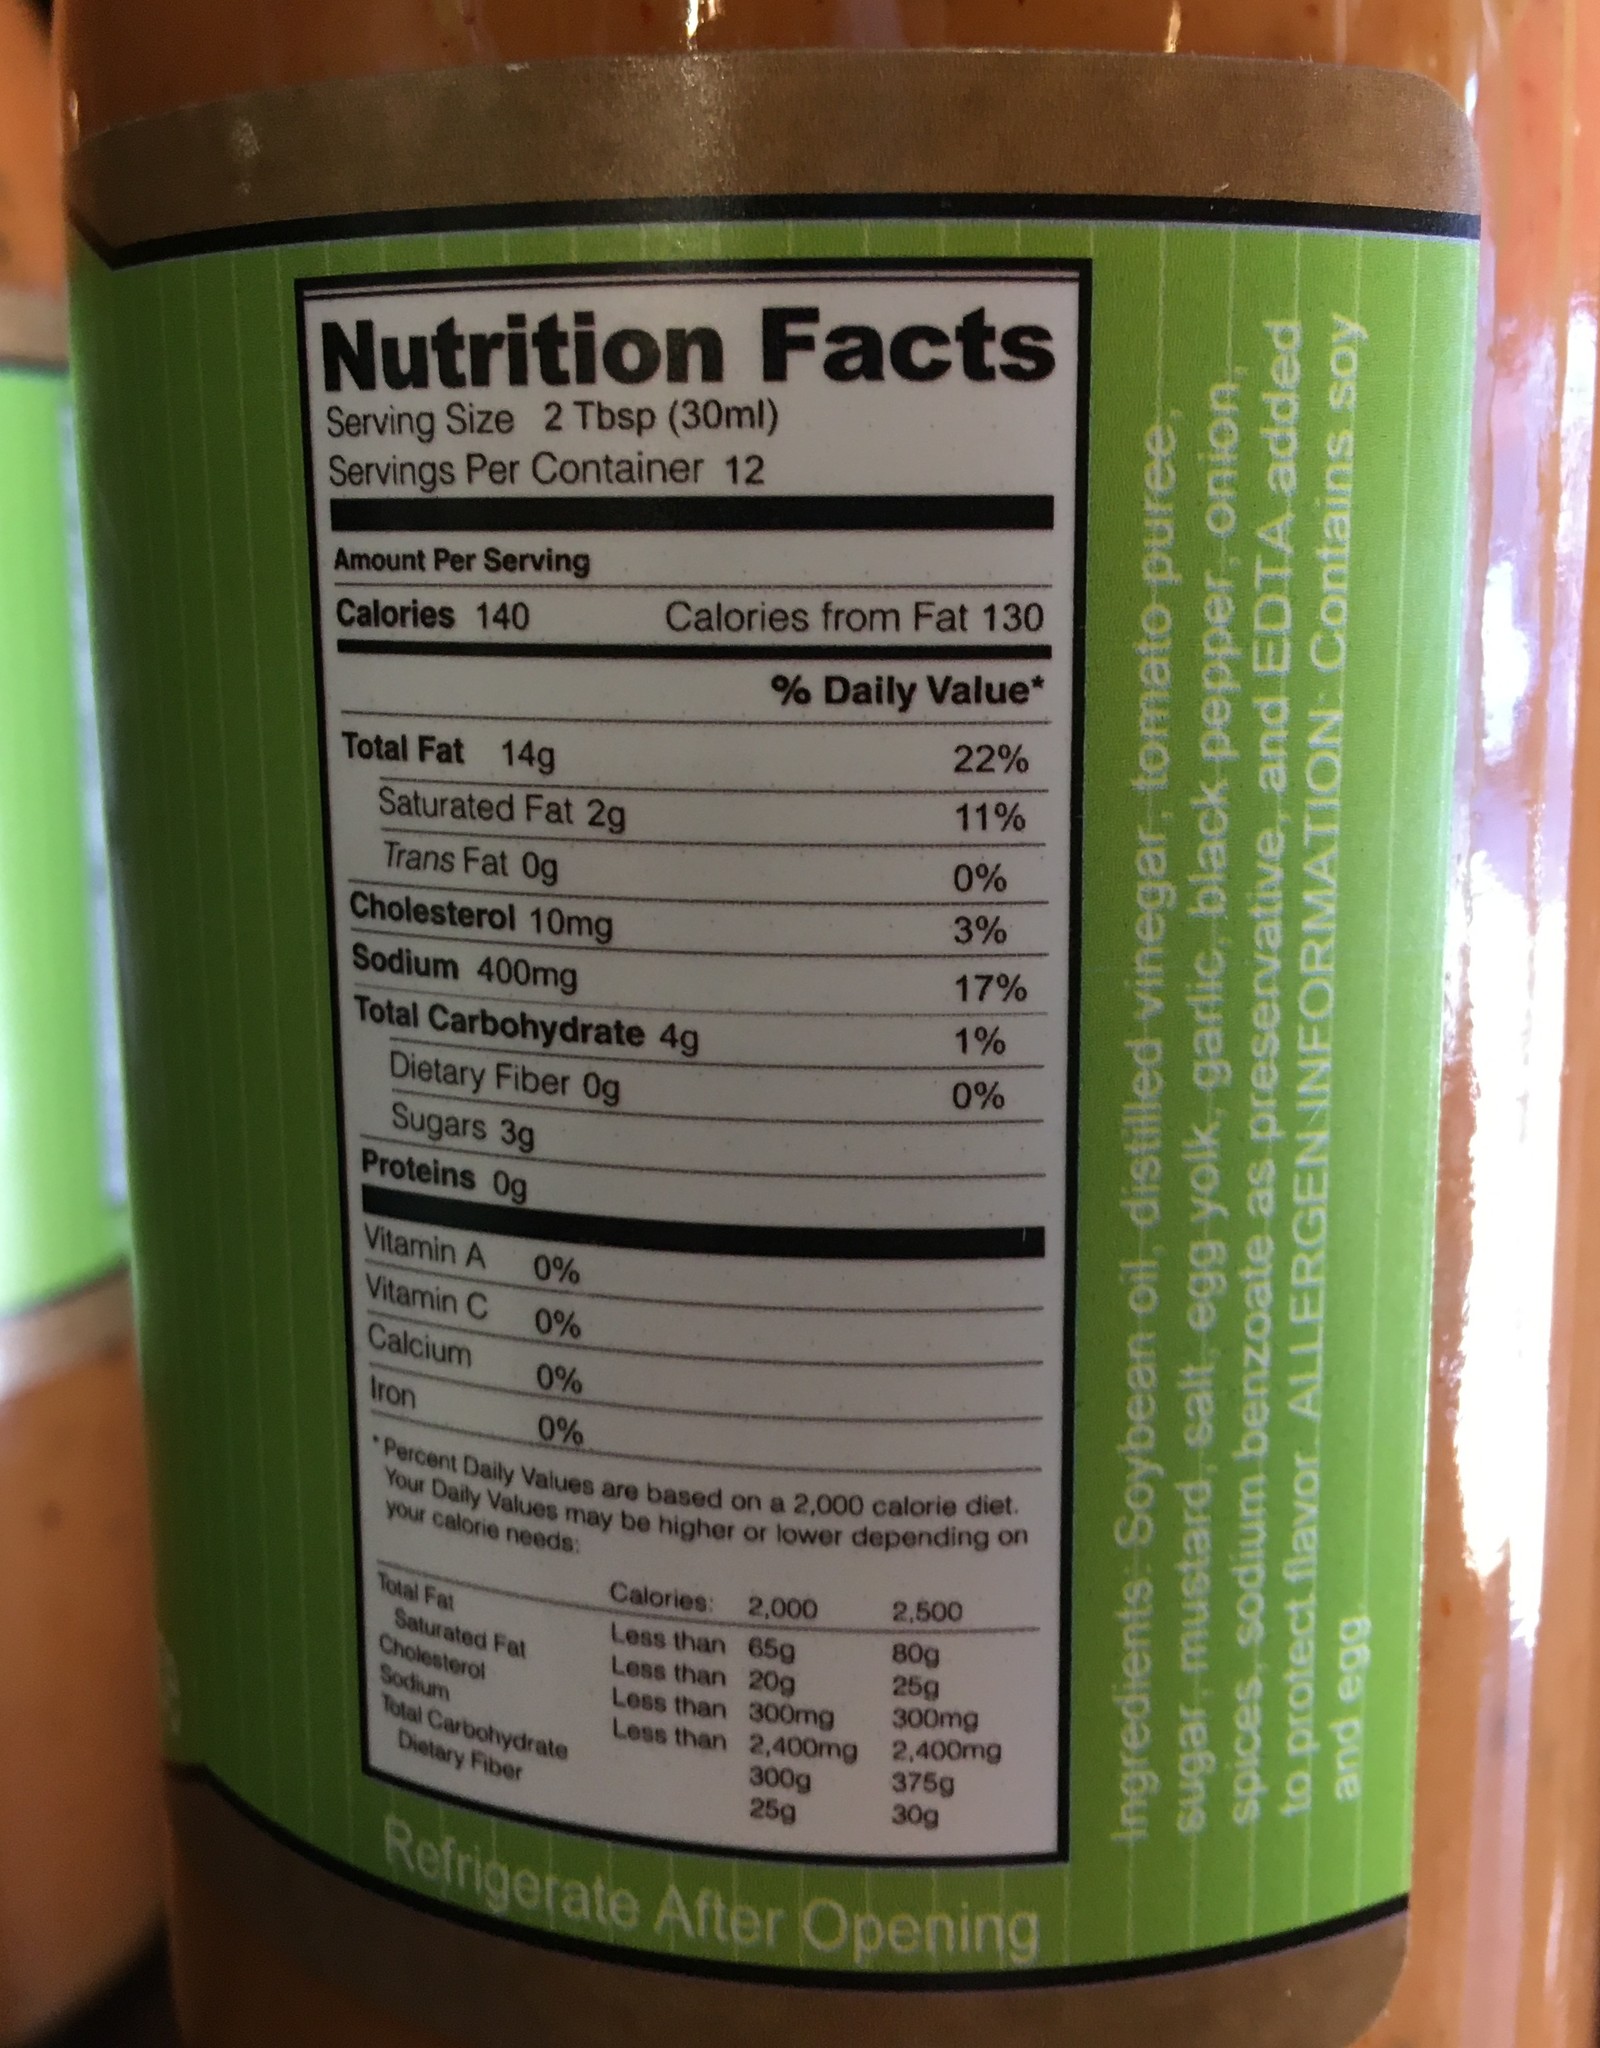 Nutrition Facts
Serving Size 2 Tbsp (30ml)
Servings Per Container 12
Amount Per Serving
Calories 140 Calories from Fat 130
% Daily Value*
Total Fat 14g 22%
Saturated Fat 2g 11%
Trans Fat 0g 0%
Cholesterol 10mg 3%
Sodium 400mg 17%
Total Carbohydrate 4g 1%
Dietary Fiber 0g 0%
Sugars 3g
Proteins 0g
Vitamin A 0%
Vitamin C 0%
Calcium 0%
Iron 0%
*Percent Daily Values are based on a 2,000 calorie diet.
Your Daily Values may be higher or lower depending on
your calorie needs:
Calories: 2,000 2,500
Total Fat Less than 65g 80g
Saturated Fat Less than 20g 25g
Cholesterol Less than 300mg 300mg
Sodium Less than 2,400mg 2,400mg
Total Carbohydrate 300g 375g
Dietary Fiber 25g 30g
Refrigerate After Opening
Ingredients: Soybean oil, distilled vinegar, tomato puree,
sugar, mustard, salt, egg yolk, garlic, black pepper, onion,
spices, sodium benzoate as preservative, and EDTA added
to protect flavor. ALLERGEN INFORMATION: Contains soy
and egg